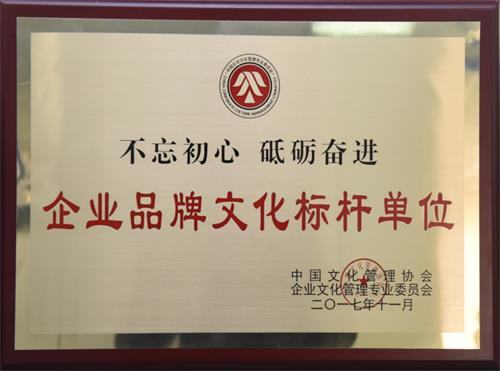 不忘初心 砥砺奋进
企业品牌文化标杆单位
中国文化管理协会
企业文化管理专业委员会
二〇一七年十一月